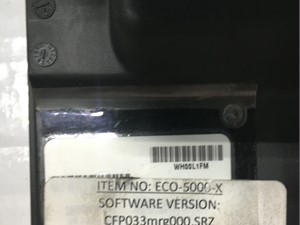 WH00L1FM
ITEM NO: ECO-5000-X
SOFTWARE VERSION:
CFP033mrg000.SRZ